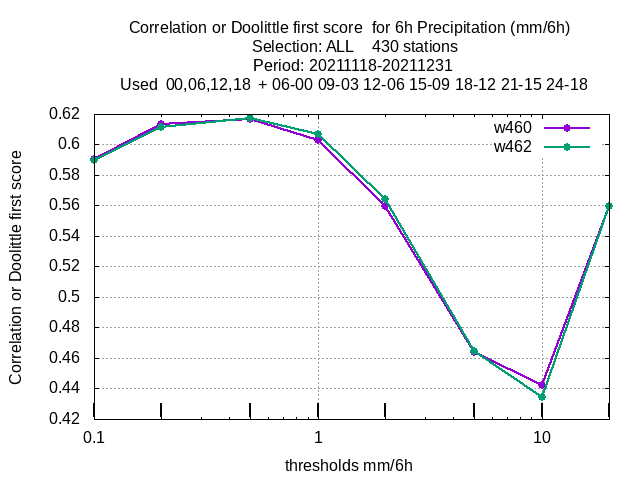 Correlation or Doolittle first score  for 6h Precipitation (mm/6h)
Selection: ALL    430 stations
Period: 20211118-20211231
Used  00,06,12,18  + 06-00 09-03 12-06 15-09 18-12 21-15 24-18
w460
w462
Correlation or Doolittle first score
0.62
0.6
0.58
0.56
0.54
0.52
0.5
0.48
0.46
0.44
0.42
0.1
1
10
thresholds mm/6h